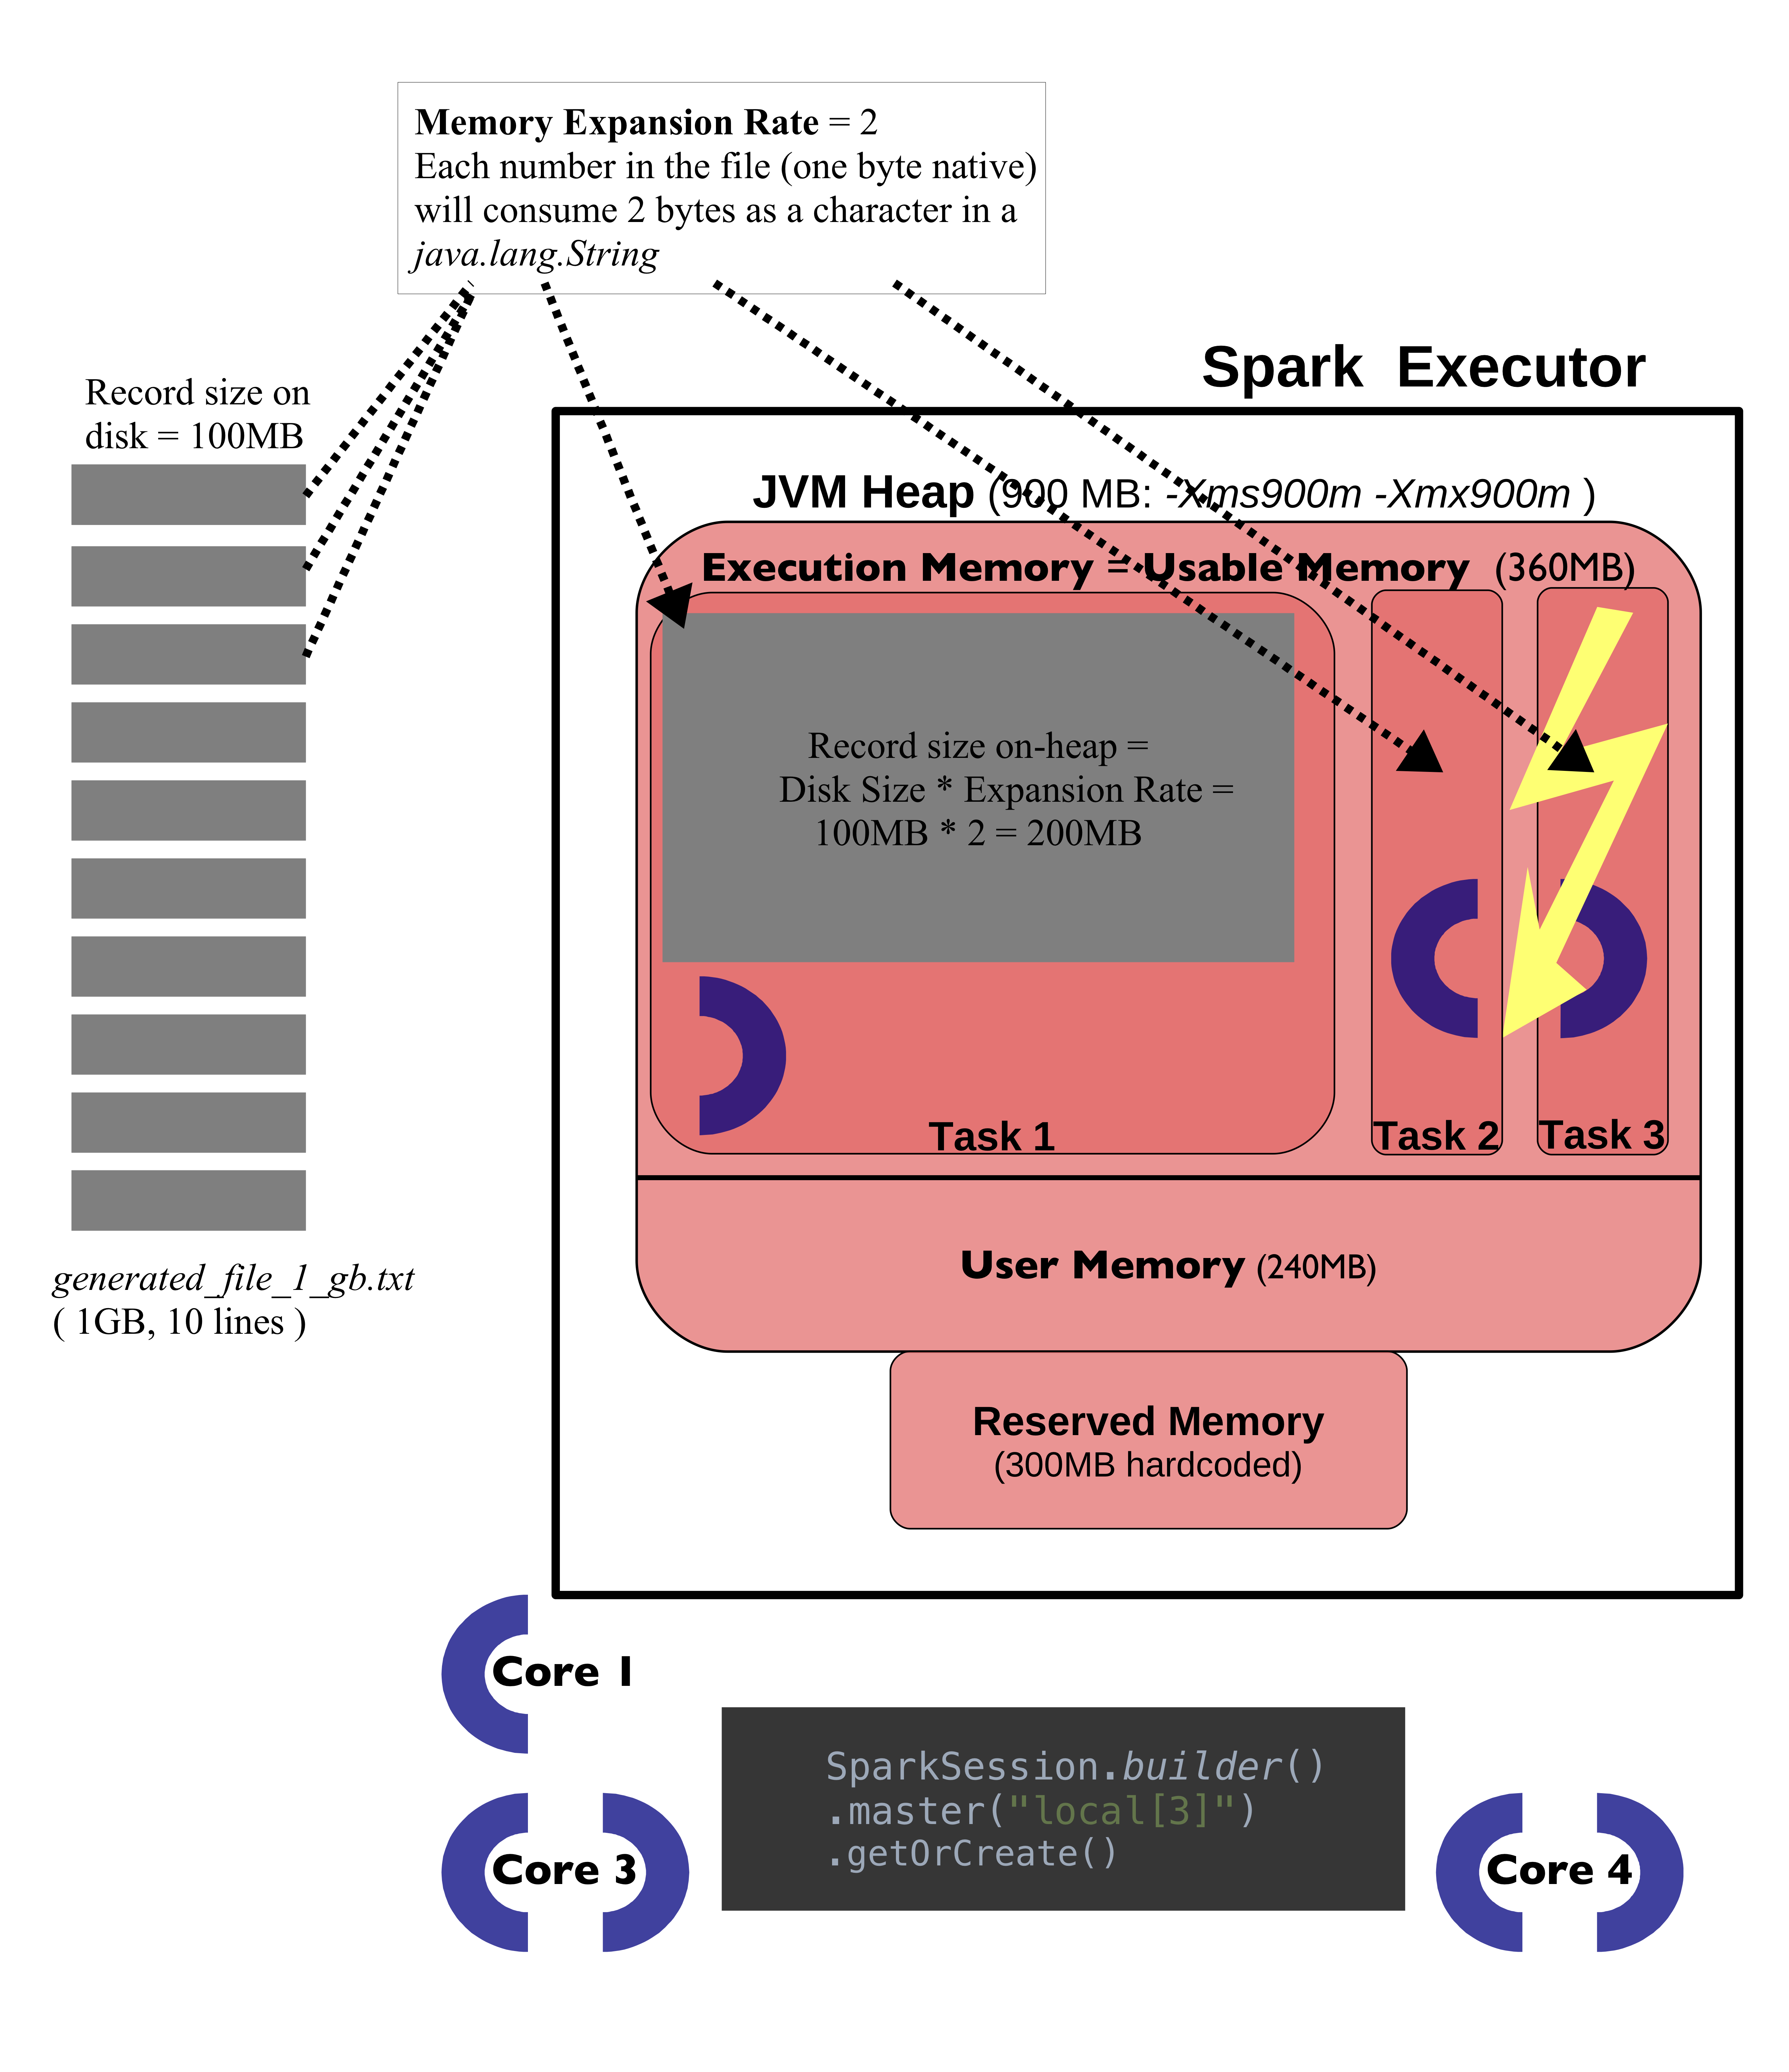 Memory Expansion Rate = 2
Each number in the file (one byte native)
will consume 2 bytes as a character in a
java.lang.String
Record size on
disk = 100MB
Spark Executor
JVM Heap (900 MB: -Xms900m -Xmx900m )
Execution Memory = Usable Memory (360MB)
Record size on-heap =
Disk Size * Expansion Rate =
100MB * 2 = 200MB
Task 1
Task 2
Task 3
User Memory (240MB)
generated_file_1_gb.txt
( 1GB, 10 lines )
Reserved Memory
(300MB hardcoded)
Core 1
SparkSession.builder()
.master("local[3]")
.getOrCreate()
Core 3
Core 4